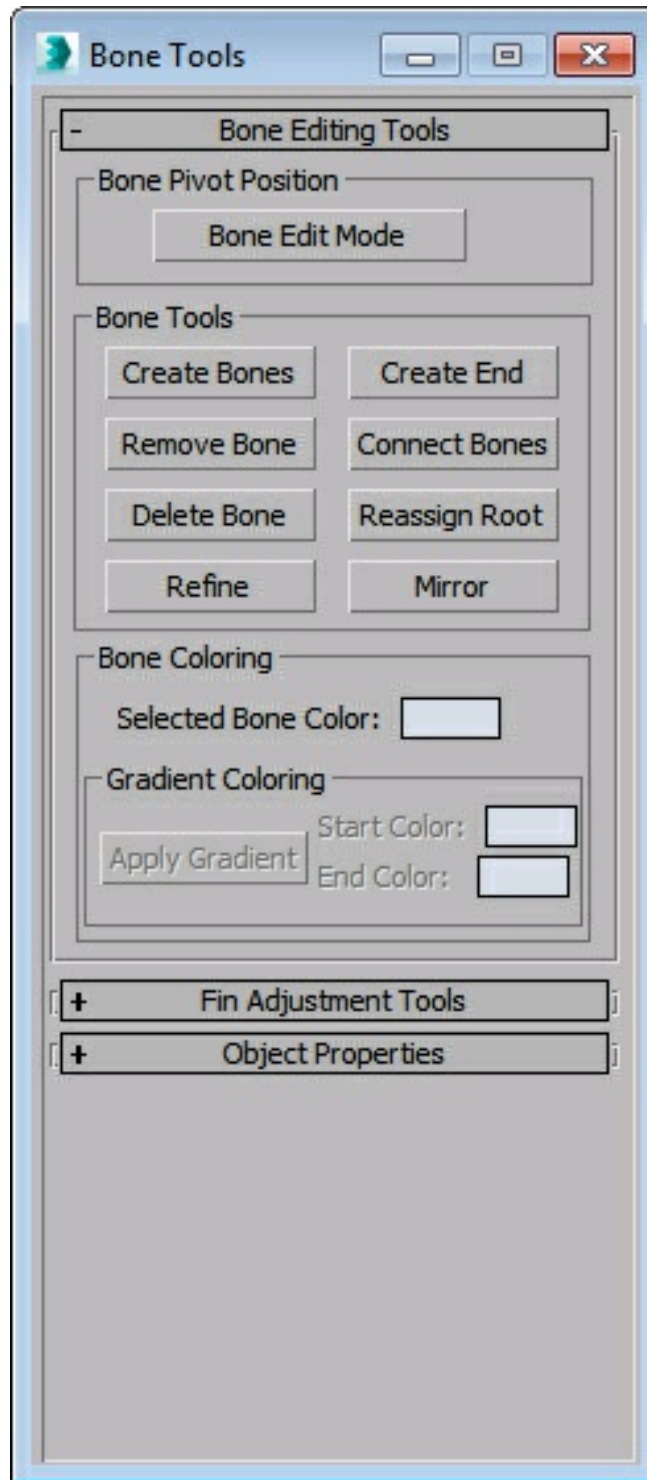 Bone Tools
- Bone Editing Tools
Bone Pivot Position
Bone Edit Mode
Bone Tools
Create Bones Create End
Remove Bone Connect Bones
Delete Bone Reassign Root
Refine Mirror
Bone Coloring
Selected Bone Color:
Gradient Coloring
Apply Gradient Start Color:
End Color:
+ Fin Adjustment Tools
+ Object Properties